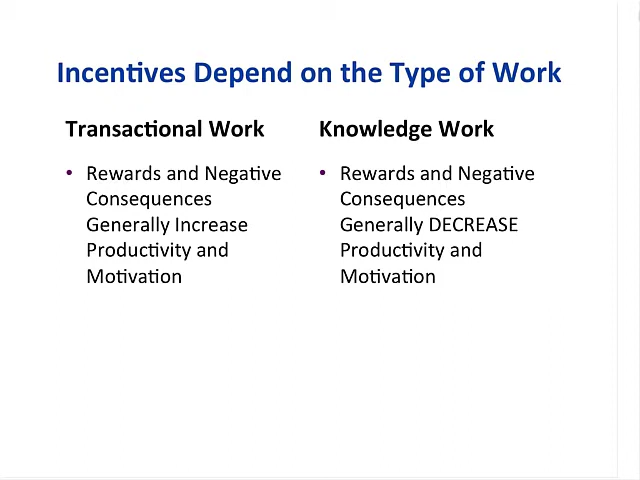 Incentives Depend on the Type of Work
Transactional Work
• Rewards and Negative
Consequences
Generally Increase
Productivity and
Motivation
Knowledge Work
• Rewards and Negative
Consequences
Generally DECREASE
Productivity and
Motivation